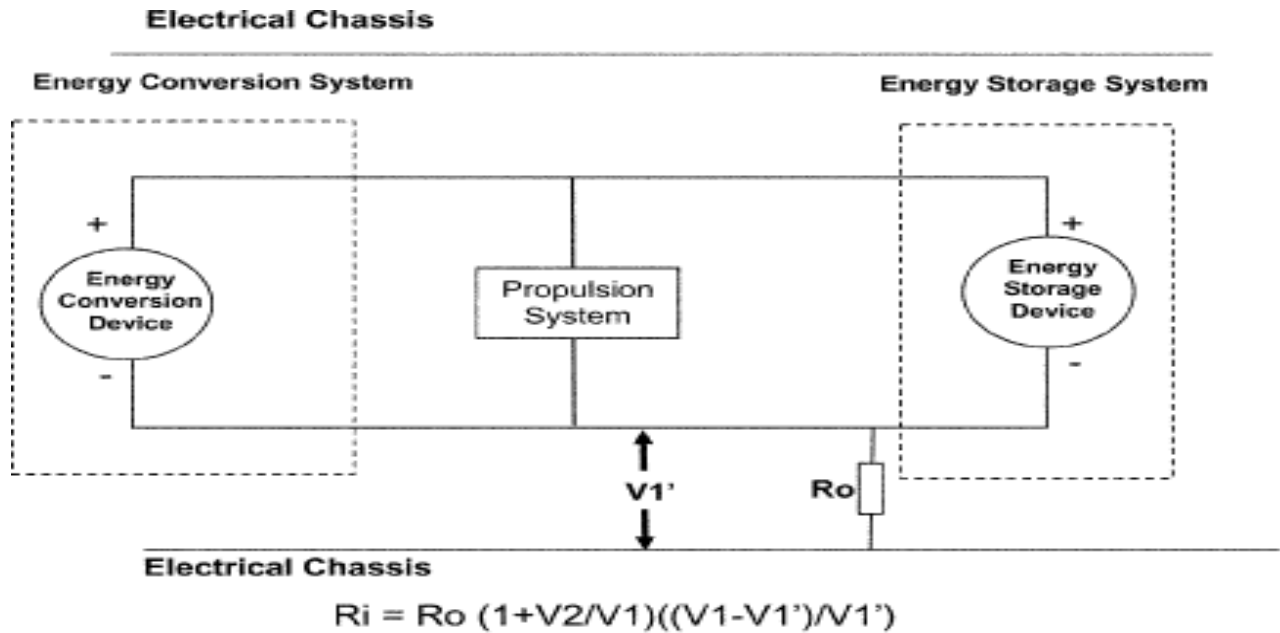 Electrical Chassis
Energy Conversion System
Energy Storage System
+
Energy
Conversion
Device
-
Propulsion
System
+
Energy
Storage
Device
-
V1’
Ro
Electrical Chassis
Ri = Ro (1+V2/V1)((V1-V1’)/V1’)